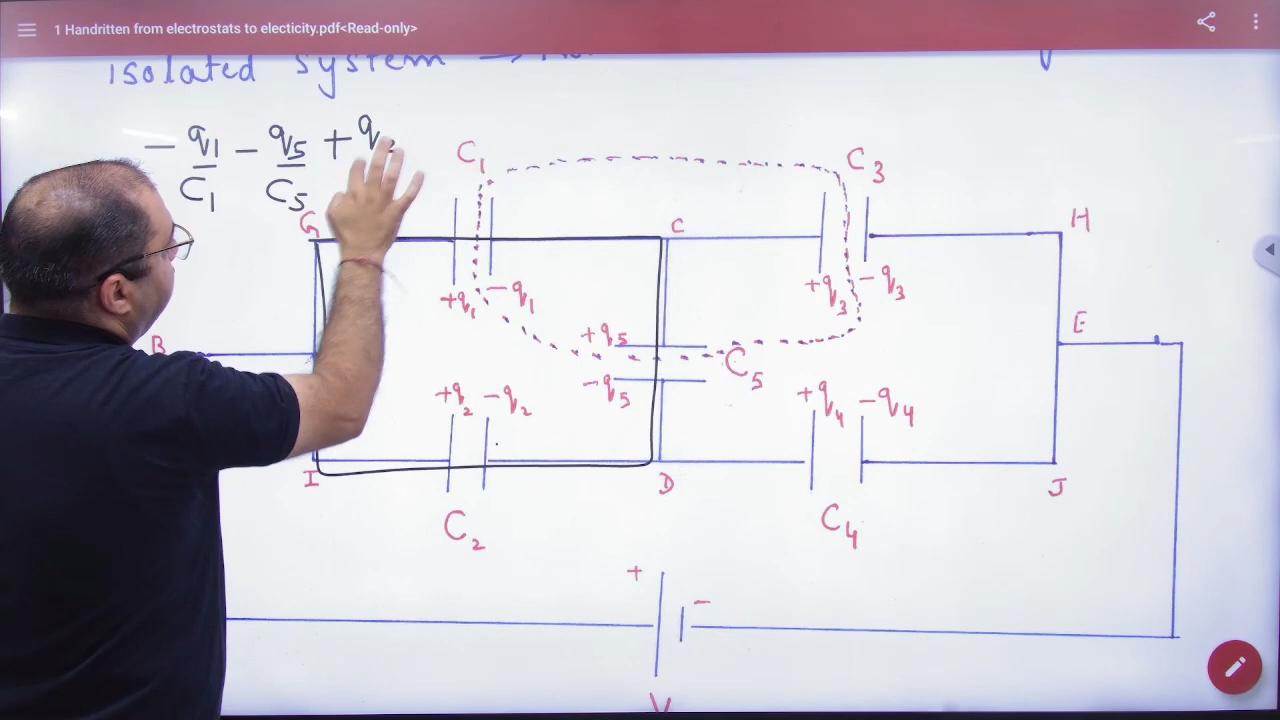 1 Handritten from electrostats to electicity.pdf<Read-only>
isolated system →
- q1/C1 - q5/C5 + q
C1
C3
G
C
H
+q1 -q1
+q3 -q3
B
+q5
C5
E
-q5
+q2 -q2
+q4 -q4
I
D
J
C2
C4
+
-
V